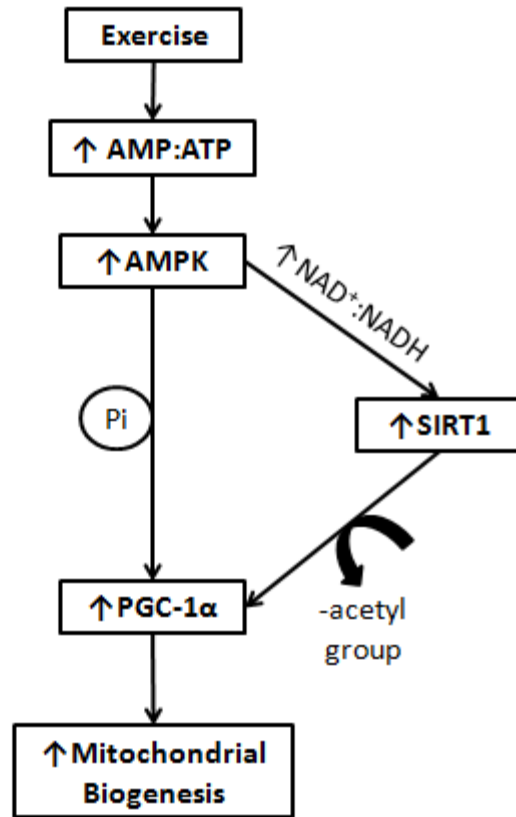 Exercise
↑ AMP:ATP
↑AMPK
↑NAD⁺:NADH
Pi
↑SIRT1
↑PGC-1α
-acetyl
group
↑Mitochondrial
Biogenesis